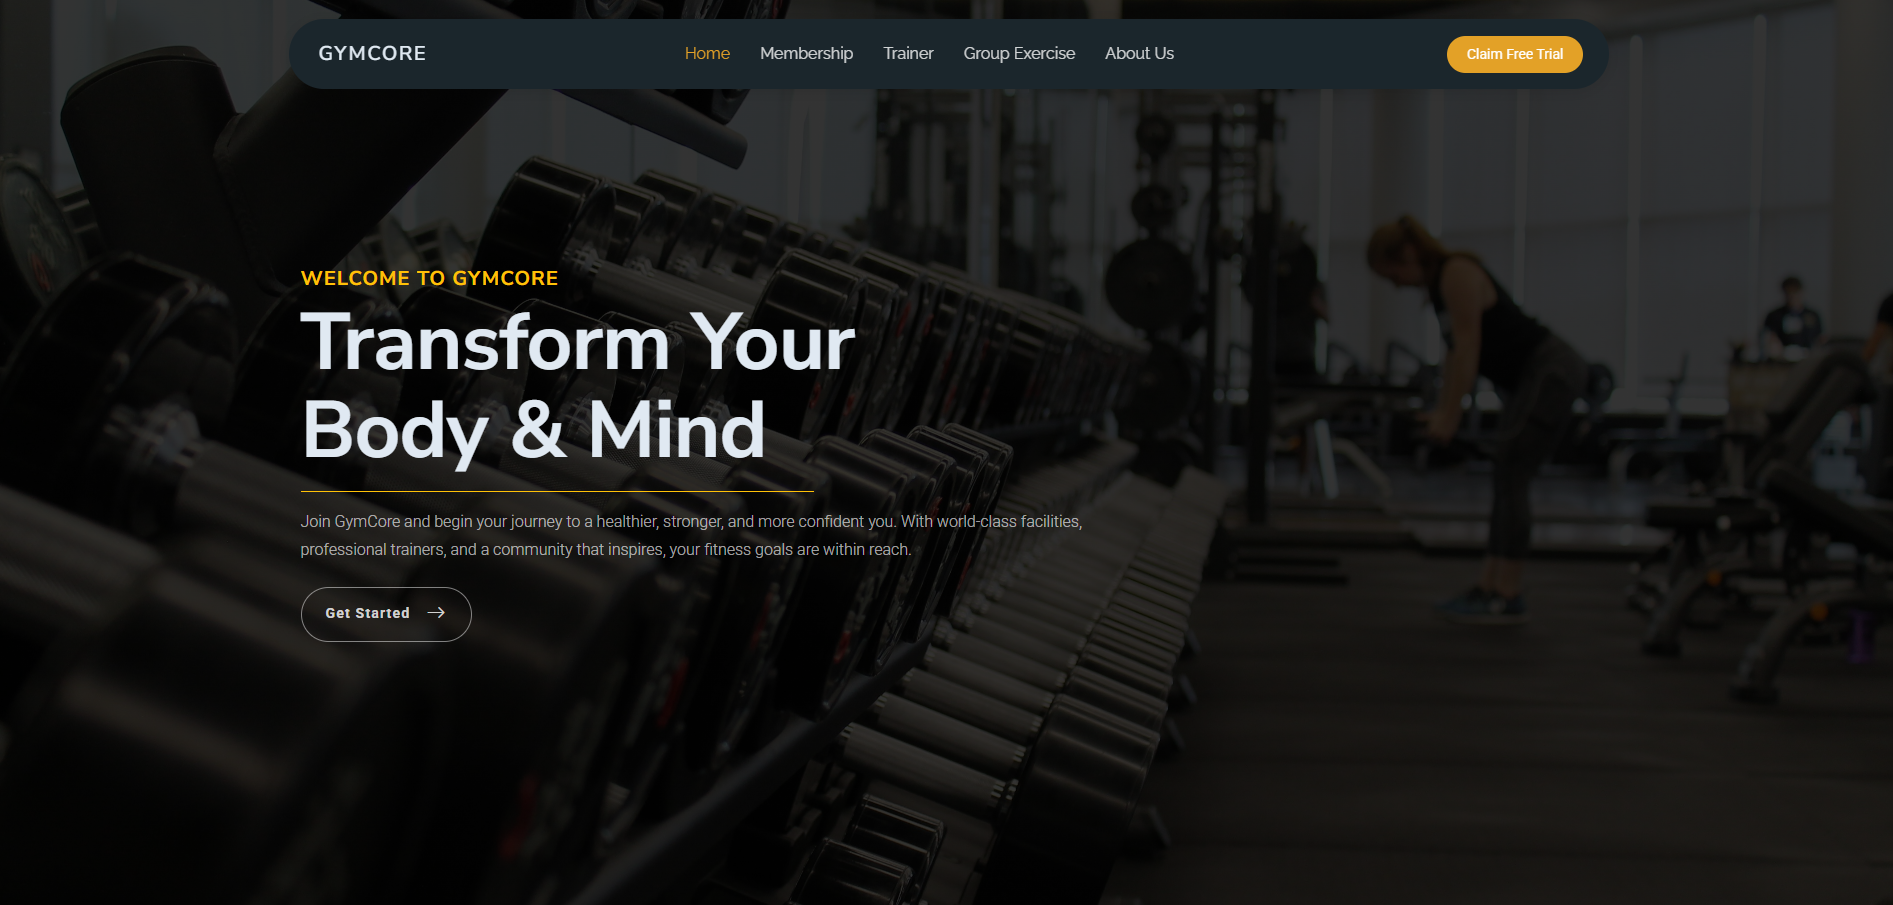 GYMCORE
Home
Membership
Trainer
Group Exercise
About Us
Claim Free Trial
WELCOME TO GYMCORE
Transform Your
Body & Mind
Join GymCore and begin your journey to a healthier, stronger, and more confident you. With world-class facilities,
professional trainers, and a community that inspires, your fitness goals are within reach.
Get Started →